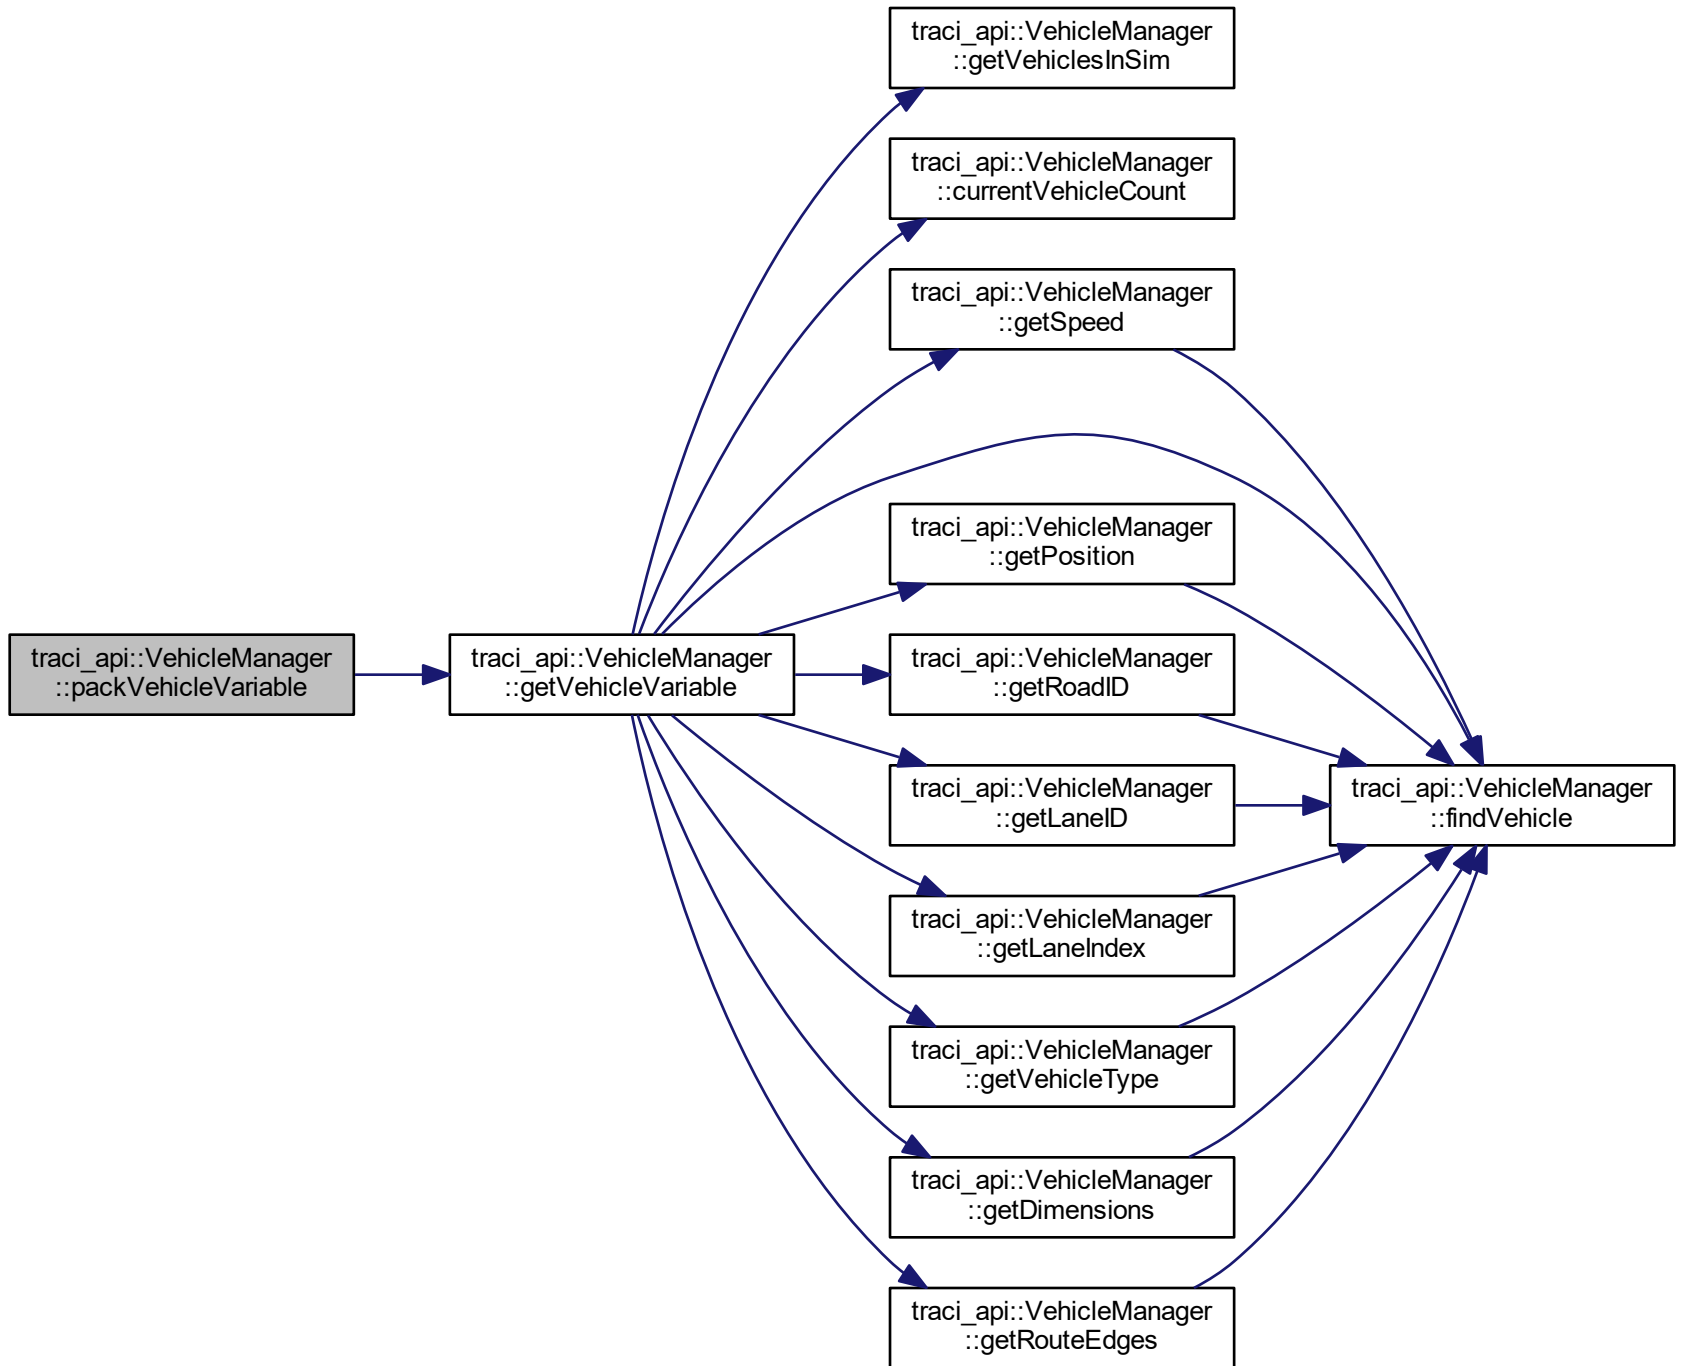 traci_api::VehicleManager
::getVehiclesInSim
traci_api::VehicleManager
::currentVehicleCount
traci_api::VehicleManager
::getSpeed
traci_api::VehicleManager
::getPosition
traci_api::VehicleManager
::packVehicleVariable
traci_api::VehicleManager
::getVehicleVariable
traci_api::VehicleManager
::getRoadID
traci_api::VehicleManager
::getLaneID
traci_api::VehicleManager
::findVehicle
traci_api::VehicleManager
::getLaneIndex
traci_api::VehicleManager
::getVehicleType
traci_api::VehicleManager
::getDimensions
traci_api::VehicleManager
::getRouteEdges